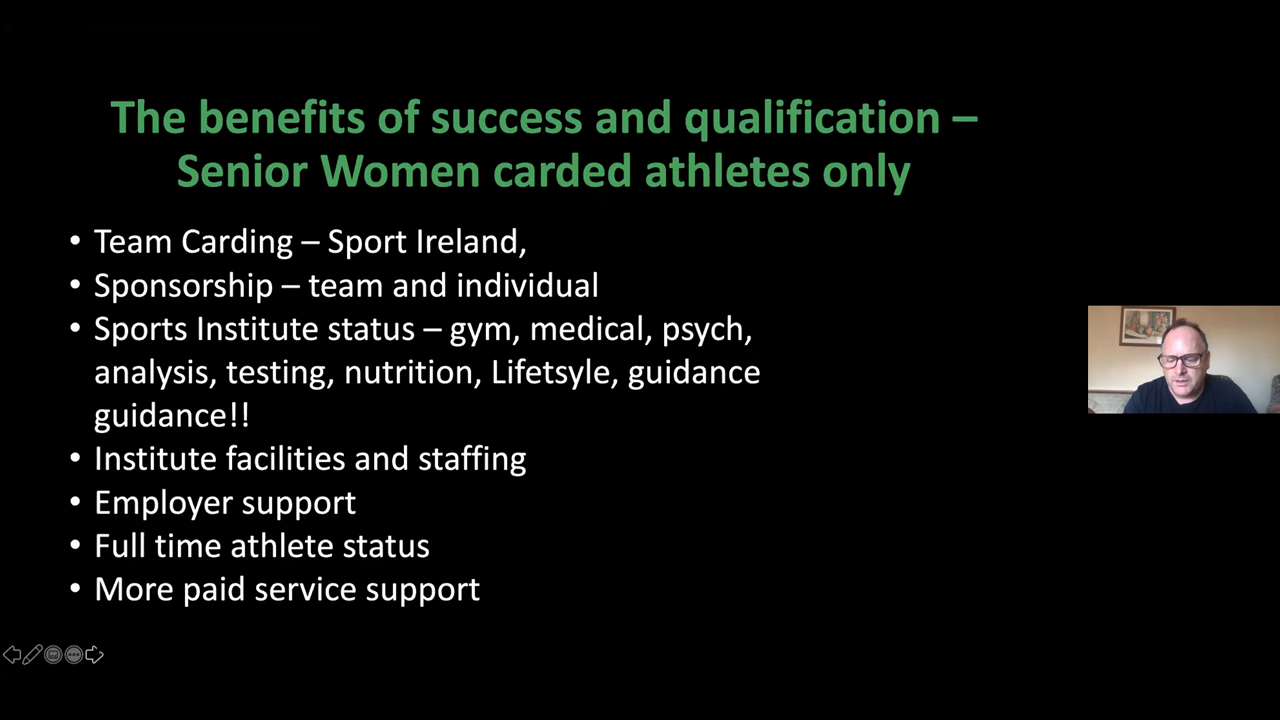 The benefits of success and qualification –
Senior Women carded athletes only
• Team Carding – Sport Ireland,
• Sponsorship – team and individual
• Sports Institute status – gym, medical, psych,
analysis, testing, nutrition, Lifetsyle, guidance
guidance!!
• Institute facilities and staffing
• Employer support
• Full time athlete status
• More paid service support